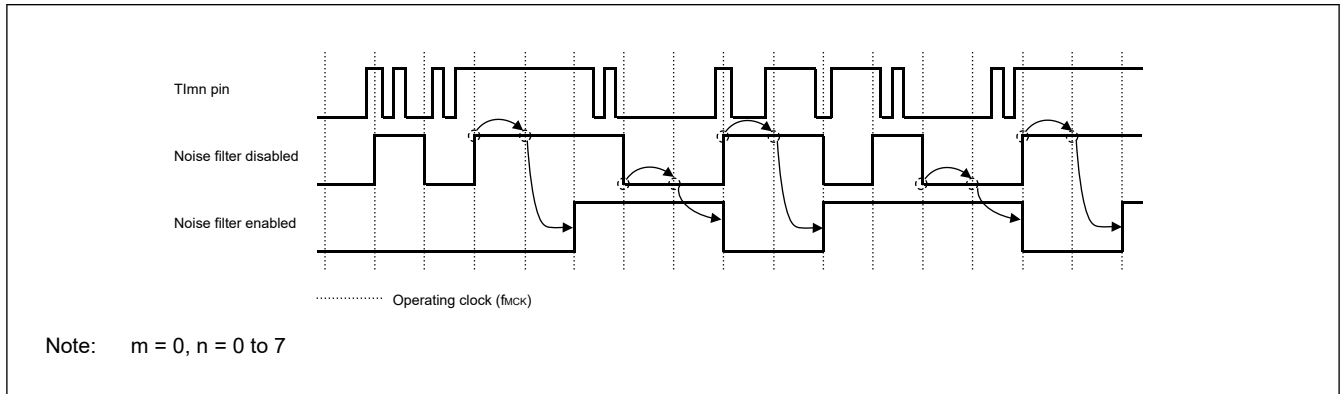 TImn pin
Noise filter disabled
Noise filter enabled
Operating clock (fMCK)
Note: m = 0, n = 0 to 7